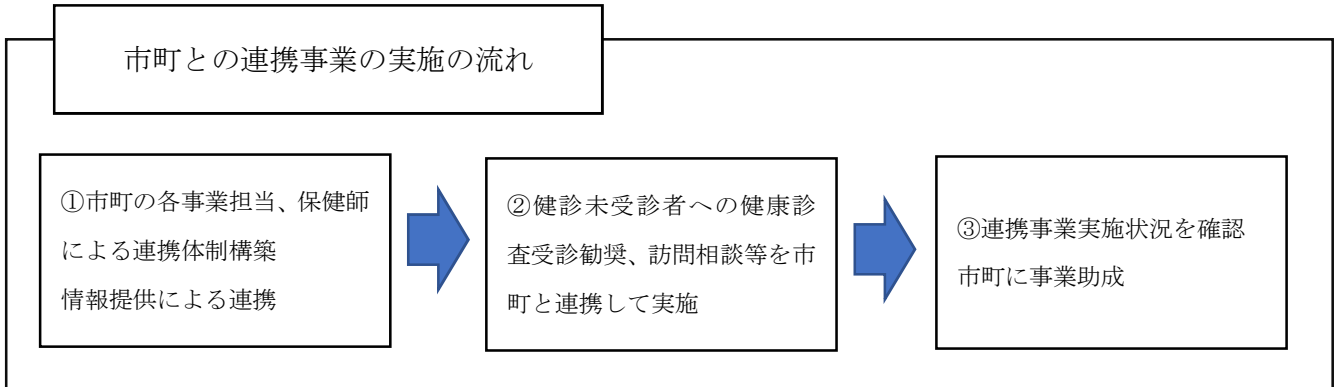 市町との連携事業の実施の流れ
①市町の各事業担当、保健師
による連携体制構築
情報提供による連携
②健診未受診者への健康診
査受診勧奨、訪問相談等を市
町と連携して実施
③連携事業実施状況を確認
市町に事業助成